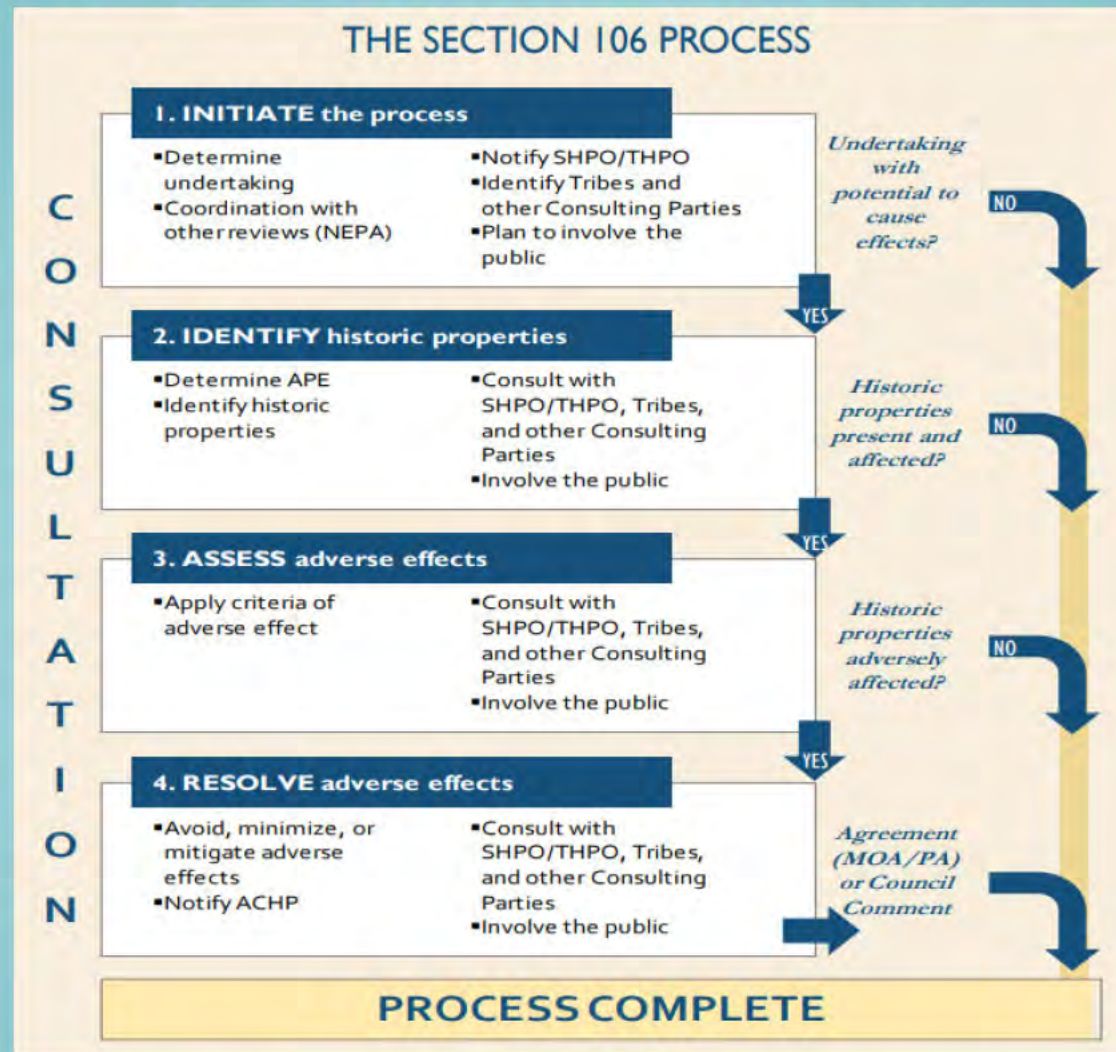 THE SECTION 106 PROCESS
CONSULTATION
1. INITIATE the process
▪Determine
undertaking
▪Coordination with
other reviews (NEPA)
▪Notify SHPO/THPO
▪Identify Tribes and
other Consulting Parties
▪Plan to involve the
public
Undertaking
with
potential to
cause
effects?
NO
YES
2. IDENTIFY historic properties
▪Determine APE
▪Identify historic
properties
▪Consult with
SHPO/THPO, Tribes,
and other Consulting
Parties
▪Involve the public
Historic
properties
present and
affected?
NO
YES
3. ASSESS adverse effects
▪Apply criteria of
adverse effect
▪Consult with
SHPO/THPO, Tribes,
and other Consulting
Parties
▪Involve the public
Historic
properties
adversely
affected?
NO
YES
4. RESOLVE adverse effects
▪Avoid, minimize, or
mitigate adverse
effects
▪Notify ACHP
▪Consult with
SHPO/THPO, Tribes,
and other Consulting
Parties
▪Involve the public
Agreement
(MOA/PA)
or Council
Comment
PROCESS COMPLETE